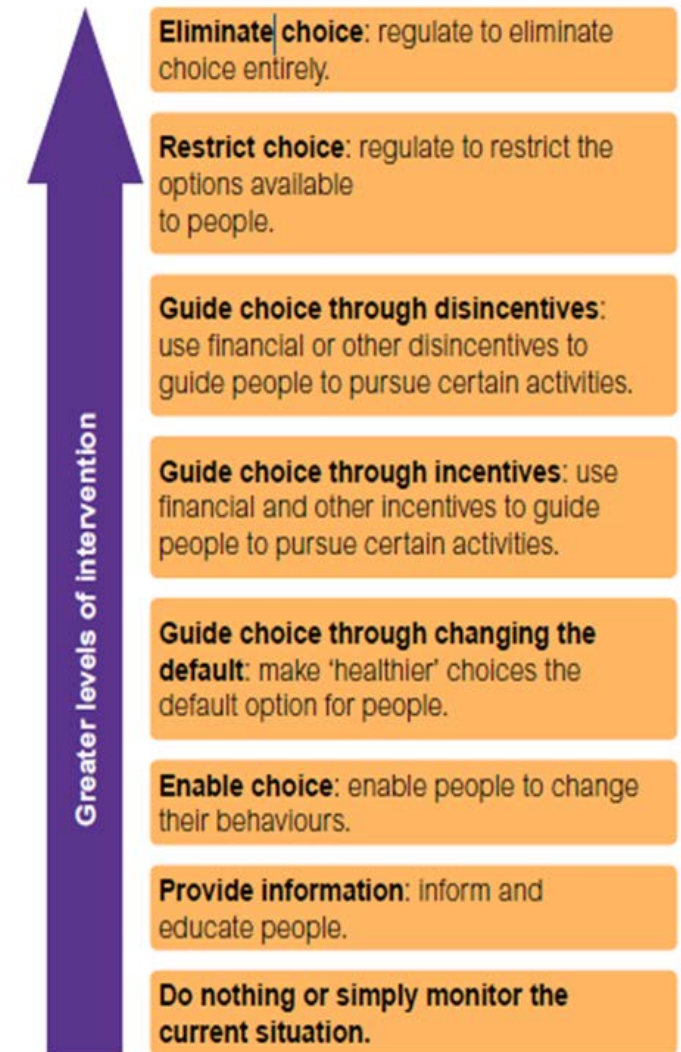 Eliminate choice: regulate to eliminate
choice entirely.
Restrict choice: regulate to restrict the
options available
to people.
Guide choice through disincentives:
use financial or other disincentives to
guide people to pursue certain activities.
Guide choice through incentives: use
financial and other incentives to guide
people to pursue certain activities.
Guide choice through changing the
default: make ‘healthier’ choices the
default option for people.
Enable choice: enable people to change
their behaviours.
Provide information: inform and
educate people.
Do nothing or simply monitor the
current situation.
Greater levels of intervention